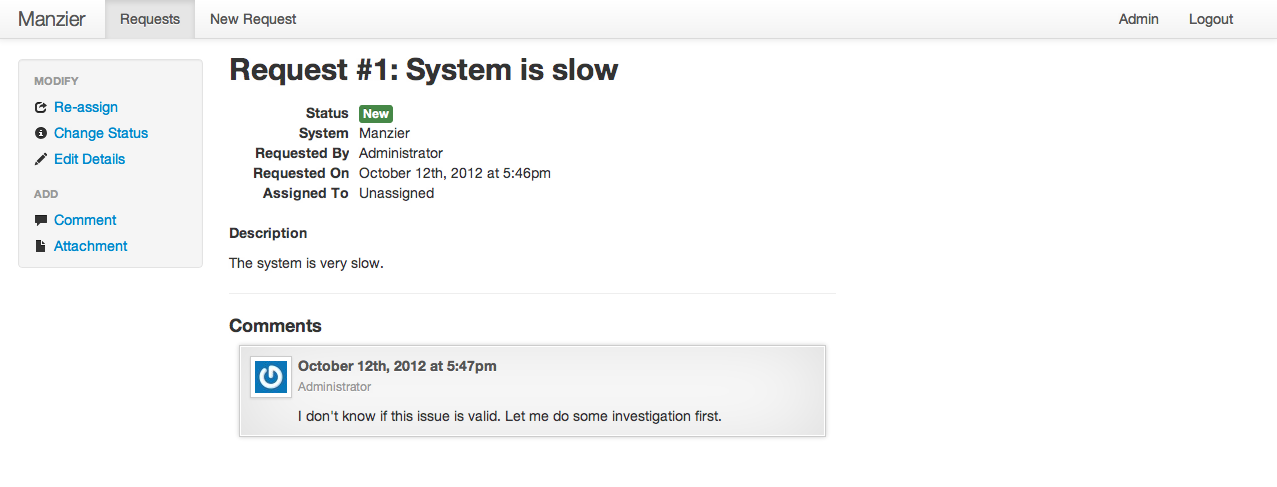 Manzier Requests New Request Admin Logout
MODIFY
Re-assign
Change Status
Edit Details
ADD
Comment
Attachment
Request #1: System is slow
Status New
System Manzier
Requested By Administrator
Requested On October 12th, 2012 at 5:46pm
Assigned To Unassigned
Description
The system is very slow.
Comments
October 12th, 2012 at 5:47pm
Administrator
I don't know if this issue is valid. Let me do some investigation first.